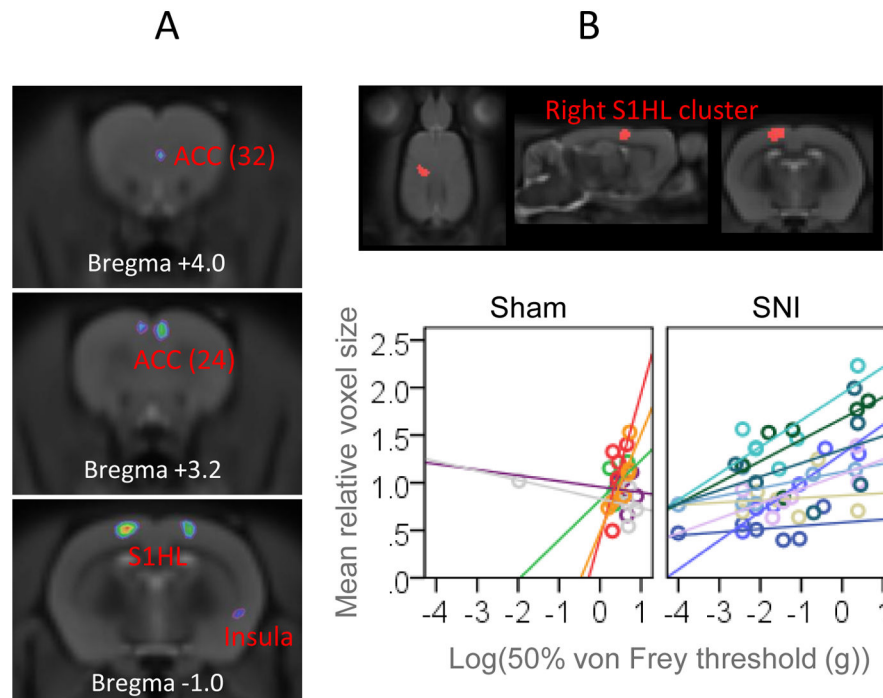 A
B
ACC (32)
Bregma +4.0
ACC (24)
Bregma +3.2
S1HL
Insula
Bregma -1.0
Right S1HL cluster
Sham
SNI
Mean relative voxel size
2.5
2.0
1.5
1.0
0.5
.0
-4 -3 -2 -1 0 1
-4 -3 -2 -1 0 1
Log(50% von Frey threshold (g))